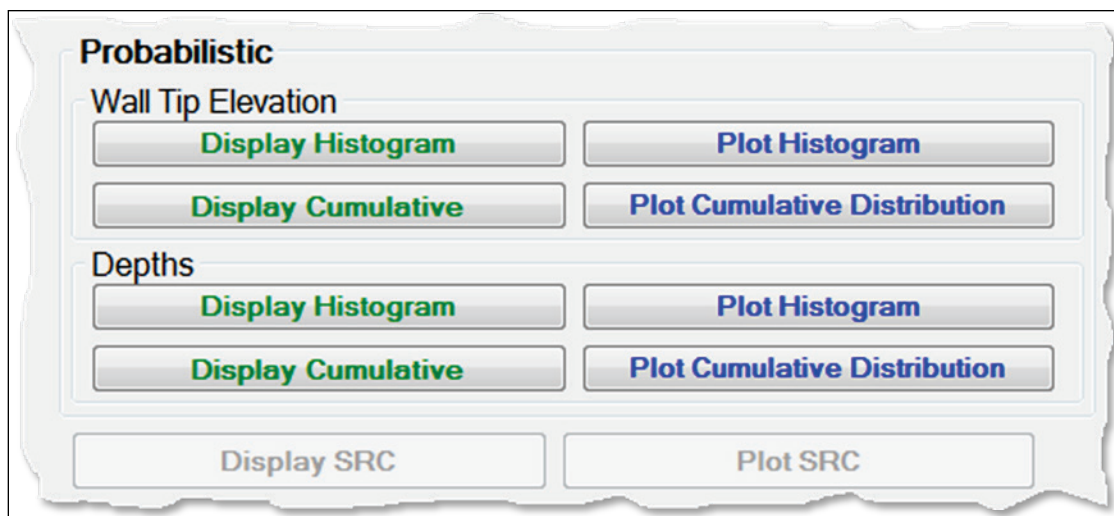 Probabilistic
Wall Tip Elevation
Display Histogram
Plot Histogram
Display Cumulative
Plot Cumulative Distribution
Depths
Display Histogram
Plot Histogram
Display Cumulative
Plot Cumulative Distribution
Display SRC
Plot SRC